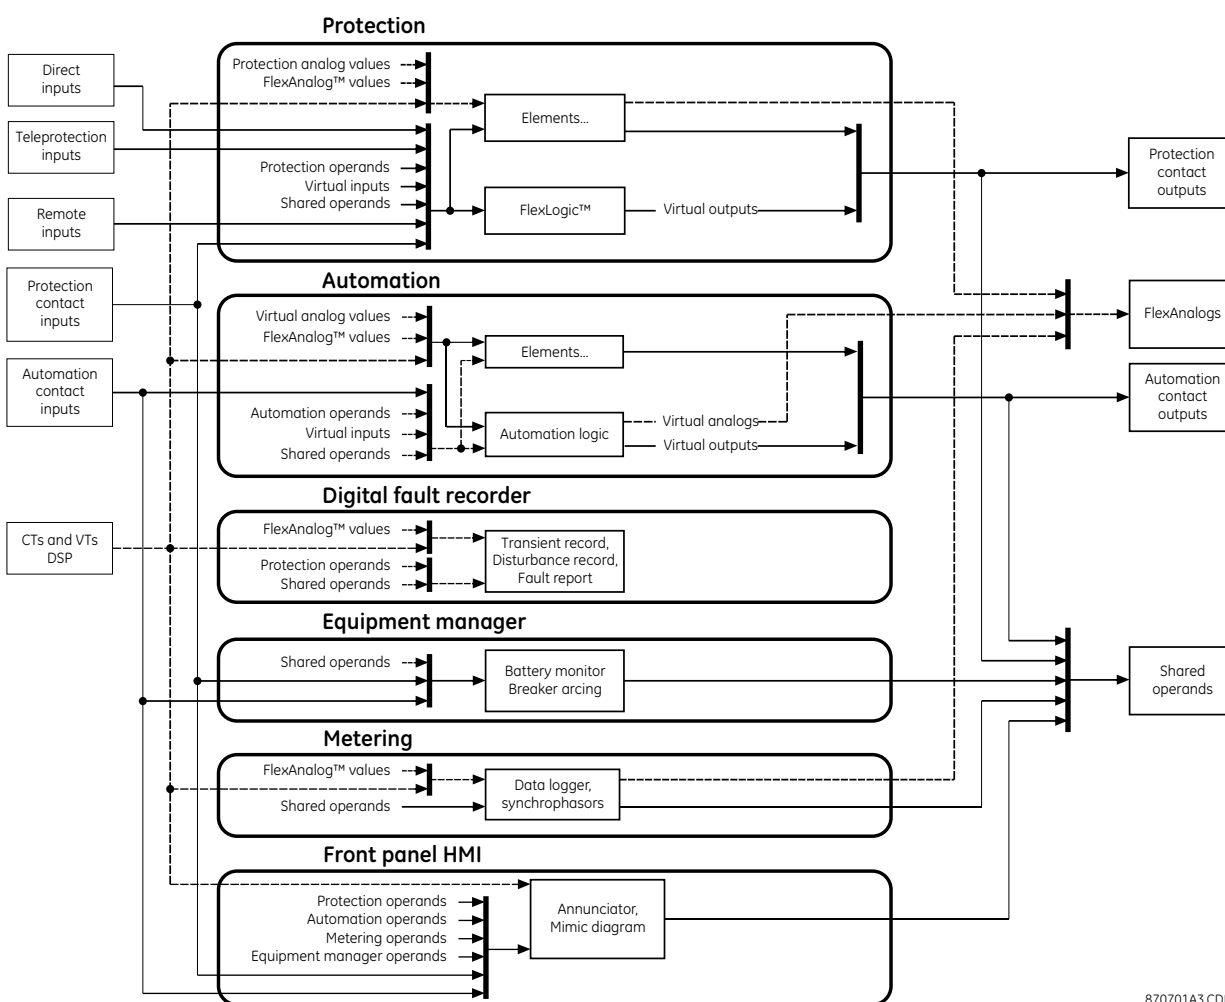 Protection
Direct
inputs
Teleprotection
inputs
Remote
inputs
Protection
contact
inputs
Automation
contact
inputs
CTs and VTs
DSP
Protection analog values
FlexAnalog™ values
Elements...
Protection operands
Virtual inputs
Shared operands
FlexLogic™
Virtual outputs
Protection
contact
outputs
Automation
Virtual analog values
FlexAnalog™ values
Elements...
Automation operands
Virtual inputs
Shared operands
Automation logic
Virtual analogs
Virtual outputs
FlexAnalogs
Automation
contact
outputs
Digital fault recorder
FlexAnalog™ values
Protection operands
Shared operands
Transient record,
Disturbance record,
Fault report
Equipment manager
Shared operands
Battery monitor
Breaker arcing
Shared
operands
Metering
FlexAnalog™ values
Shared operands
Data logger,
synchrophasors
Front panel HMI
Protection operands
Automation operands
Metering operands
Equipment manager operands
Annunciator,
Mimic diagram